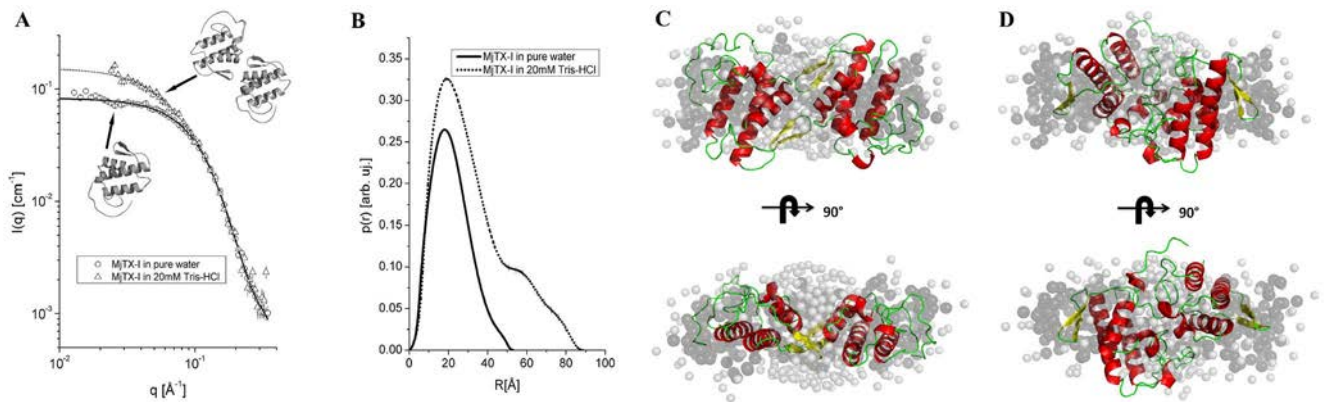 A
I(q) [cm⁻¹]
10⁻¹
10⁻²
10⁻³
10⁻²
10⁻¹
q [Å⁻¹]
MjTX-I in pure water
MjTX-I in 20mM Tris-HCl
B
p(r) [arb. uj.]
0.35
0.30
0.25
0.20
0.15
0.10
0.05
0.00
0
20
40
60
80
100
R[Å]
MjTX-I in pure water
MjTX-I in 20mM Tris-HCl
C
90°
D
90°